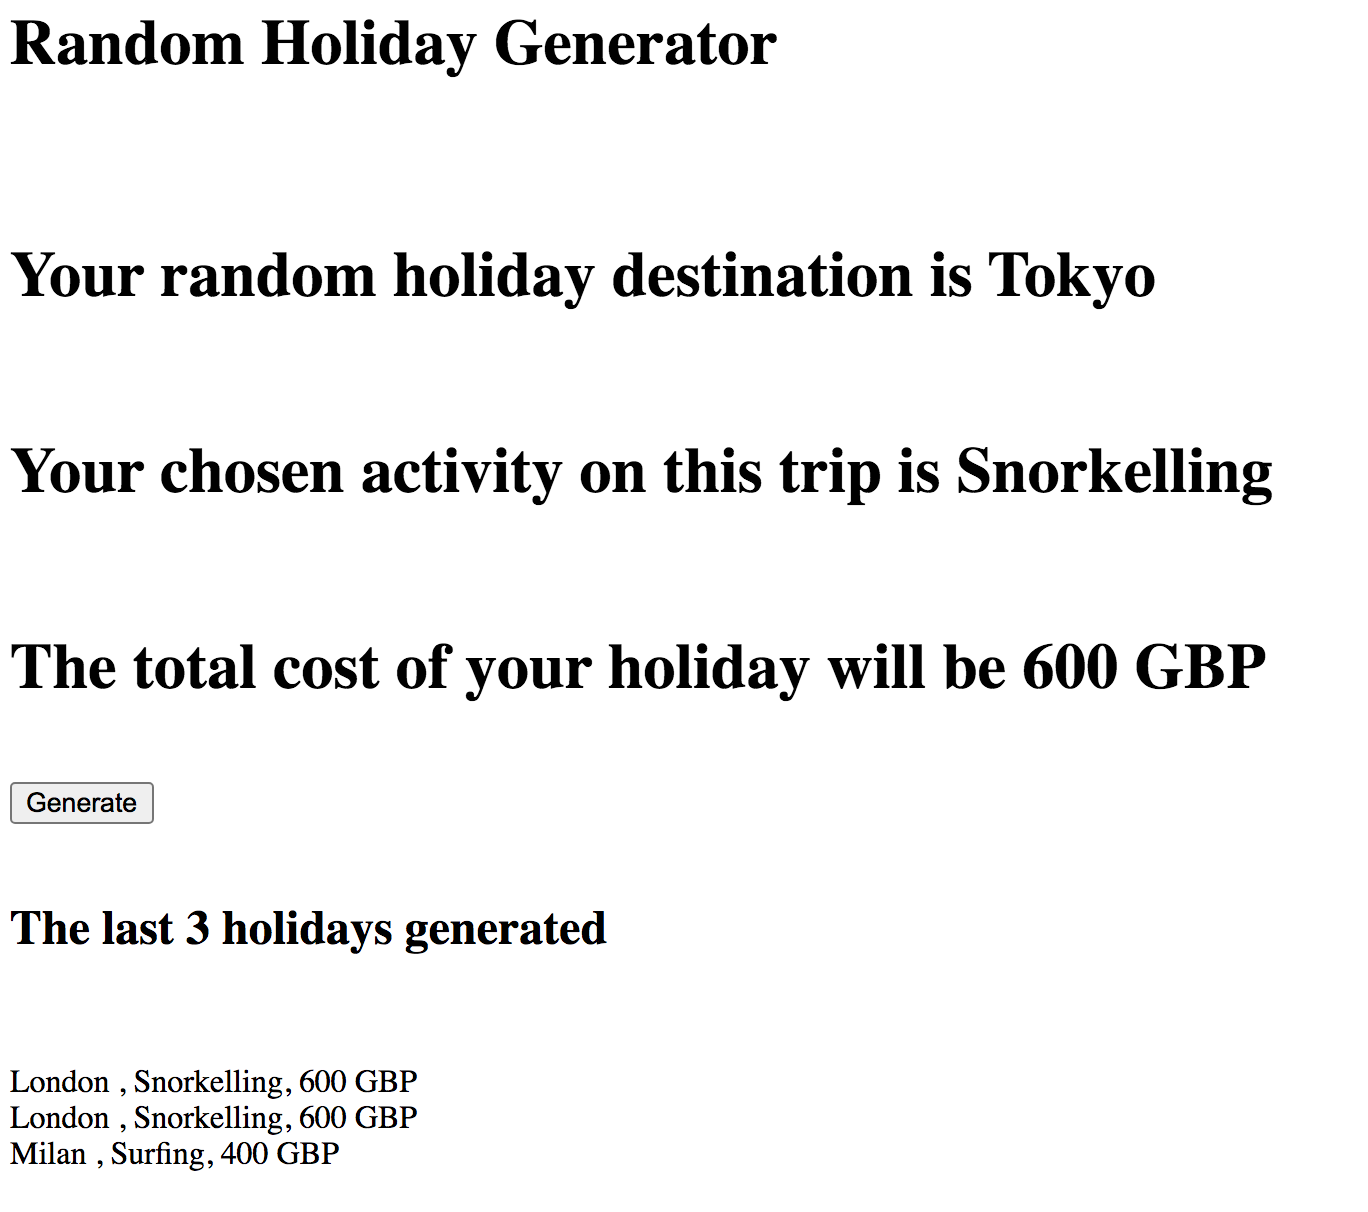 Random Holiday Generator
Your random holiday destination is Tokyo
Your chosen activity on this trip is Snorkelling
The total cost of your holiday will be 600 GBP
Generate
The last 3 holidays generated
London , Snorkelling, 600 GBP
London , Snorkelling, 600 GBP
Milan , Surfing, 400 GBP